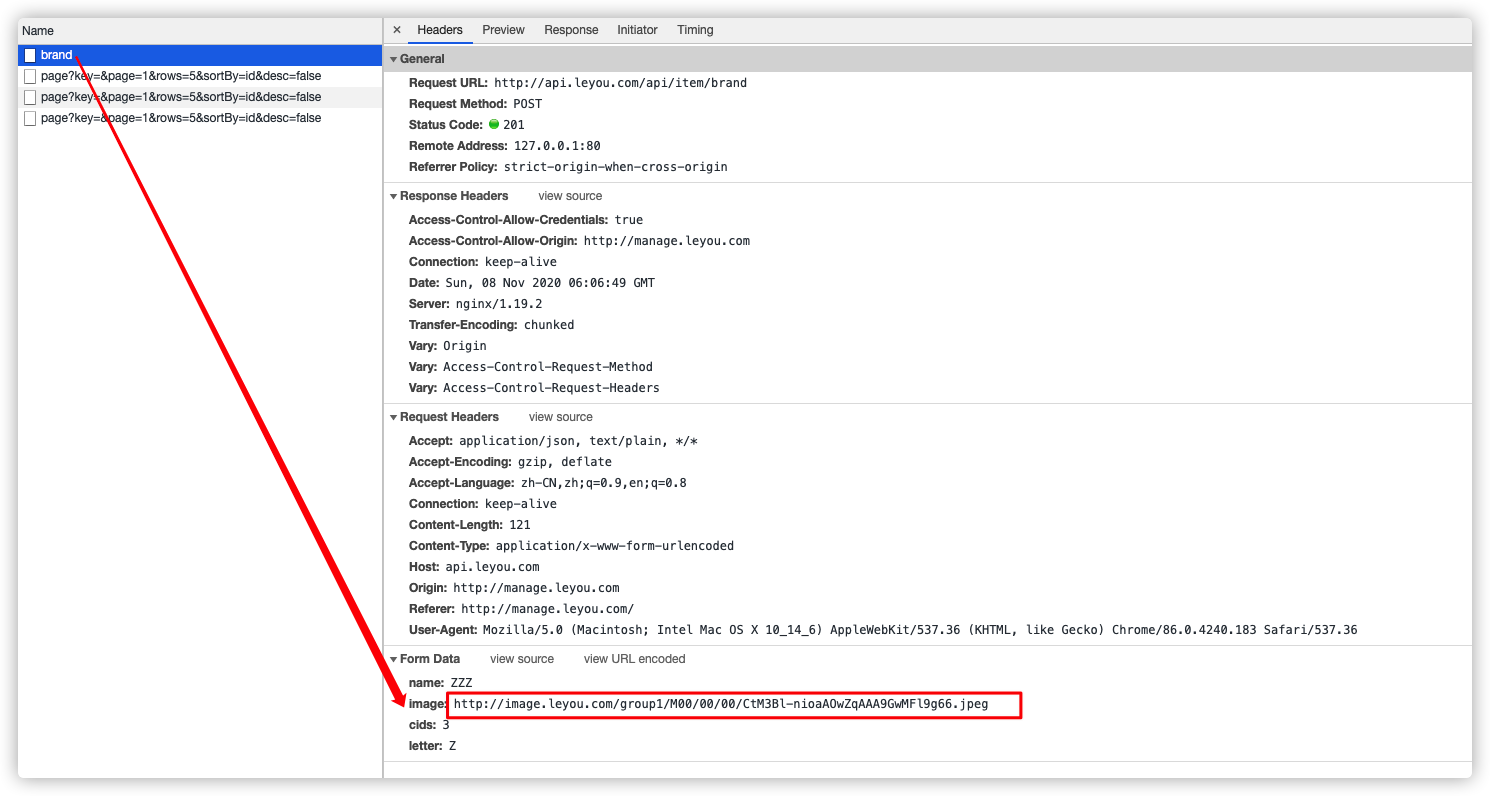 Name
brand
page?key=&page=1&rows=5&sortBy=id&desc=false
page?key=&page=1&rows=5&sortBy=id&desc=false
page?key=&page=1&rows=5&sortBy=id&desc=false
× Headers Preview Response Initiator Timing
General
Request URL: http://api.leyou.com/api/item/brand
Request Method: POST
Status Code: 201
Remote Address: 127.0.0.1:80
Referrer Policy: strict-origin-when-cross-origin
Response Headers view source
Access-Control-Allow-Credentials: true
Access-Control-Allow-Origin: http://manage.leyou.com
Connection: keep-alive
Date: Sun, 08 Nov 2020 06:06:49 GMT
Server: nginx/1.19.2
Transfer-Encoding: chunked
Vary: Origin
Vary: Access-Control-Request-Method
Vary: Access-Control-Request-Headers
Request Headers view source
Accept: application/json, text/plain, */*
Accept-Encoding: gzip, deflate
Accept-Language: zh-CN,zh;q=0.9,en;q=0.8
Connection: keep-alive
Content-Length: 121
Content-Type: application/x-www-form-urlencoded
Host: api.leyou.com
Origin: http://manage.leyou.com
Referer: http://manage.leyou.com/
User-Agent: Mozilla/5.0 (Macintosh; Intel Mac OS X 10_14_6) AppleWebKit/537.36 (KHTML, like Gecko) Chrome/86.0.4240.183 Safari/537.36
Form Data view source view URL encoded
name: ZZZ
image: http://image.leyou.com/group1/M00/00/00/CtM3Bl-nioaAOwZqAAA9GwMFl9g66.jpeg
cids: 3
letter: Z